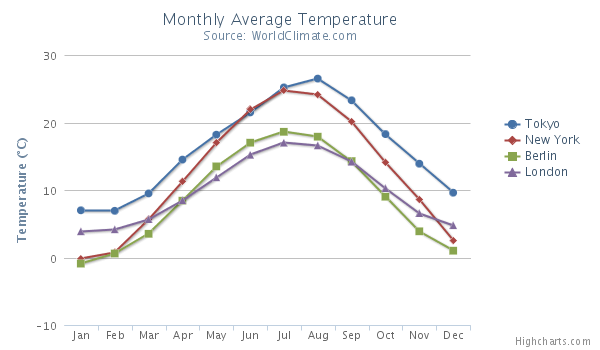 Monthly Average Temperature
Source: WorldClimate.com
Temperature (°C)
30
20
10
0
-10
Jan Feb Mar Apr May Jun Jul Aug Sep Oct Nov Dec
Tokyo
New York
Berlin
London
Highcharts.com